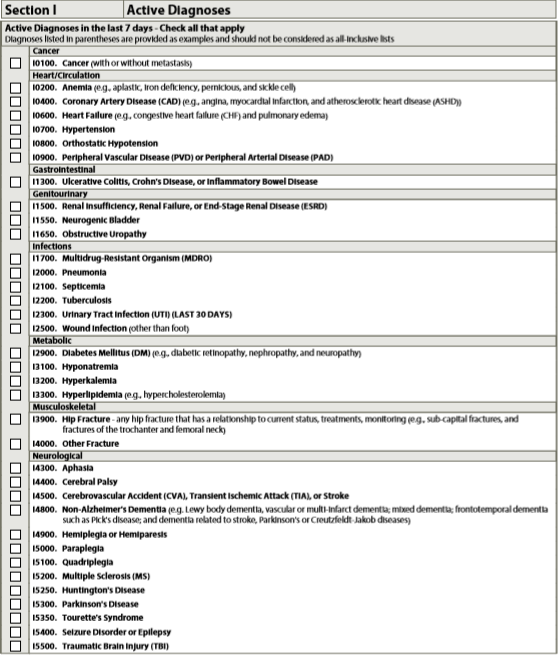 Section I Active Diagnoses
Active Diagnoses in the last 7 days - Check all that apply
Diagnoses listed in parentheses are provided as examples and should not be considered as all-inclusive lists
Cancer
I0100. Cancer (with or without metastasis)
Heart/Circulation
I0200. Anemia (e.g., aplastic, iron deficiency, pernicious, and sickle cell)
I0400. Coronary Artery Disease (CAD) (e.g., angina, myocardial infarction, and atherosclerotic heart disease (ASHD))
I0600. Heart Failure (e.g., congestive heart failure (CHF) and pulmonary edema)
I0700. Hypertension
I0800. Orthostatic Hypotension
I0900. Peripheral Vascular Disease (PVD) or Peripheral Arterial Disease (PAD)
Gastrointestinal
I1300. Ulcerative Colitis, Crohn's Disease, or Inflammatory Bowel Disease
Genitourinary
I1500. Renal Insufficiency, Renal Failure, or End-Stage Renal Disease (ESRD)
I1550. Neurogenic Bladder
I1650. Obstructive Uropathy
Infections
I1700. Multidrug-Resistant Organism (MDRO)
I2000. Pneumonia
I2100. Septicemia
I2200. Tuberculosis
I2300. Urinary Tract Infection (UTI) (LAST 30 DAYS)
I2500. Wound Infection (other than foot)
Metabolic
I2900. Diabetes Mellitus (DM) (e.g., diabetic retinopathy, nephropathy, and neuropathy)
I3100. Hyponatremia
I3200. Hyperkalemia
I3300. Hyperlipidemia (e.g., hypercholesterolemia)
Musculoskeletal
I3900. Hip Fracture - any hip fracture that has a relationship to current status, treatments, monitoring (e.g., sub-capital fractures, and
fractures of the trochanter and femoral neck)
I4000. Other Fracture
Neurological
I4300. Aphasia
I4400. Cerebral Palsy
I4500. Cerebrovascular Accident (CVA), Transient Ischemic Attack (TIA), or Stroke
I4800. Non-Alzheimer's Dementia (e.g. Lewy body dementia, vascular or multi-infarct dementia; mixed dementia; frontotemporal dementia
such as Pick's disease; and dementia related to stroke, Parkinson's or Creutzfeldt-Jakob diseases)
I4900. Hemiplegia or Hemiparesis
I5000. Paraplegia
I5100. Quadriplegia
I5200. Multiple Sclerosis (MS)
I5250. Huntington's Disease
I5300. Parkinson's Disease
I5350. Tourette's Syndrome
I5400. Seizure Disorder or Epilepsy
I5500. Traumatic Brain Injury (TBI)